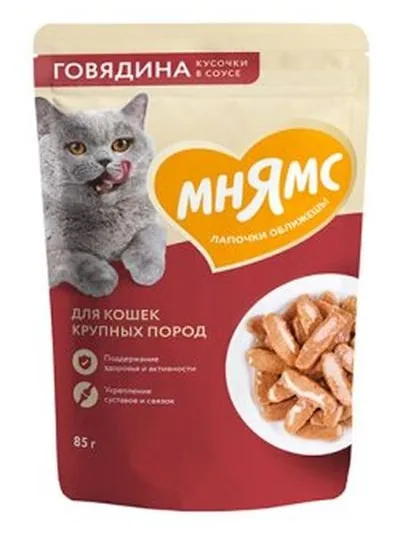 ГОВЯДИНА
КУСОЧКИ
В СОУСЕ
МНЯМС
ЛАПОЧКИ ОБЛИЖЕШЬ!
ДЛЯ КОШЕК
КРУПНЫХ ПОРОД
Поддержание
здоровья и активности
Укрепление
суставов и связок
85 г